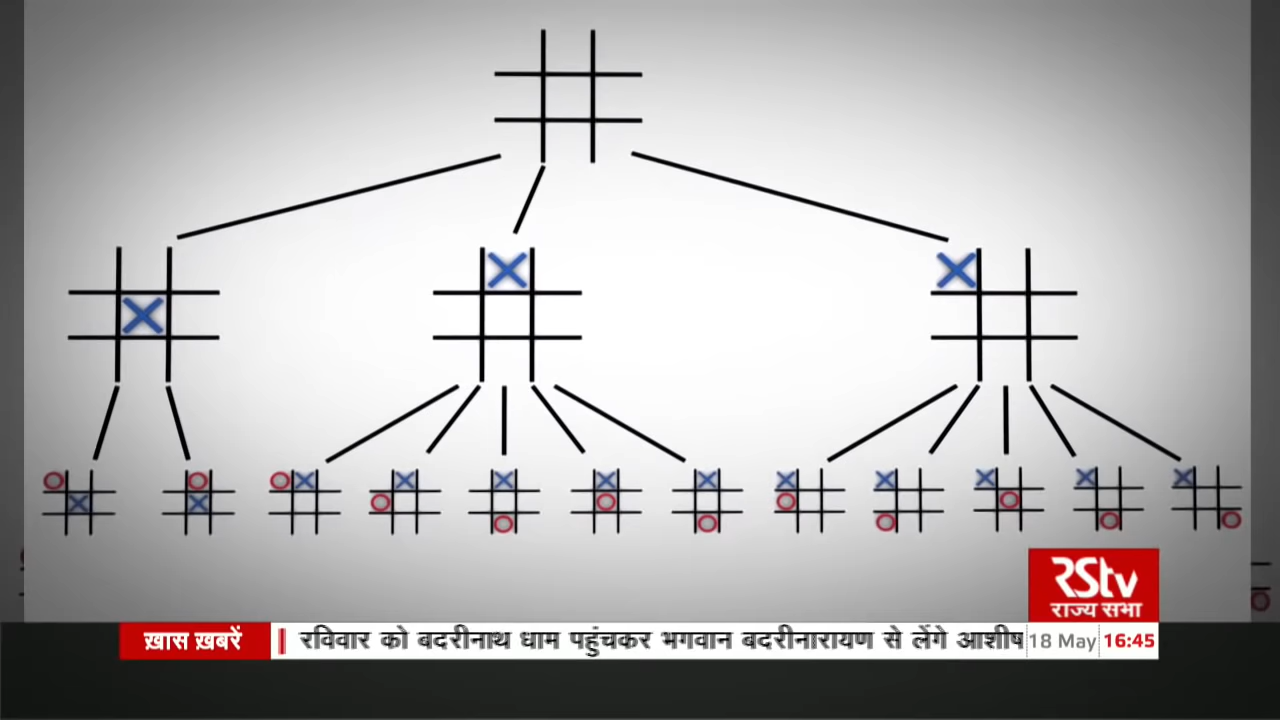 RStv
राज्य सभा
ख़ास ख़बरें
रविवार को बदरीनाथ धाम पहुंचकर भगवान बदरीनारायण से लेंगे आशीष
18 May 16:45